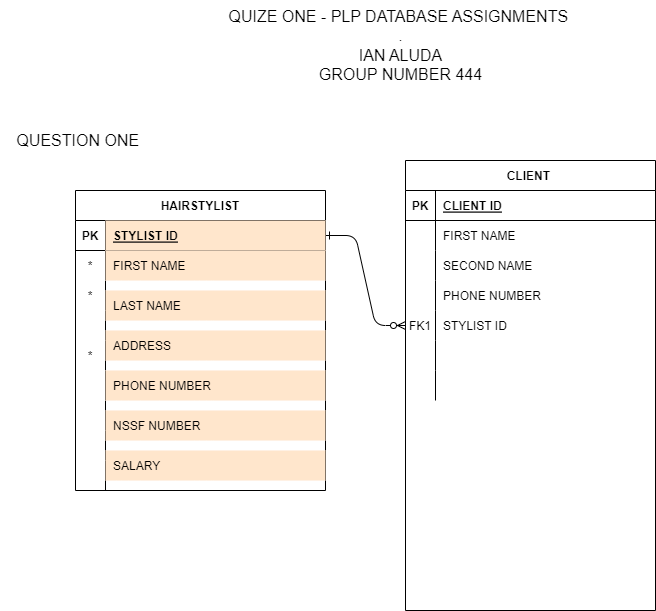 QUIZE ONE - PLP DATABASE ASSIGNMENTS
.
IAN ALUDA
GROUP NUMBER 444
QUESTION ONE
HAIRSTYLIST
PK STYLIST ID
* FIRST NAME
* LAST NAME
* ADDRESS
PHONE NUMBER
NSSF NUMBER
SALARY
CLIENT
PK CLIENT ID
FIRST NAME
SECOND NAME
PHONE NUMBER
FK1 STYLIST ID